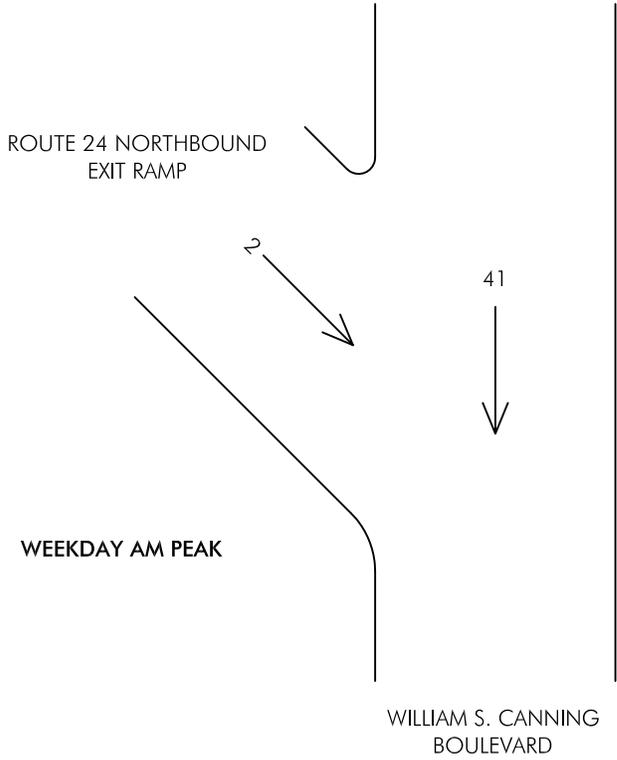 ROUTE 24 NORTHBOUND
EXIT RAMP
2
41
WEEKDAY AM PEAK
WILLIAM S. CANNING
BOULEVARD